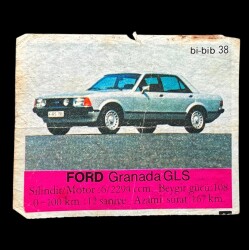 bi-bib 38
FORD Granada GLS
Silindir/Motor : 6/2294 ccm - Beygir gücü: 108
0 - 100 km : 12 saniye - Azami sürat 167 km.